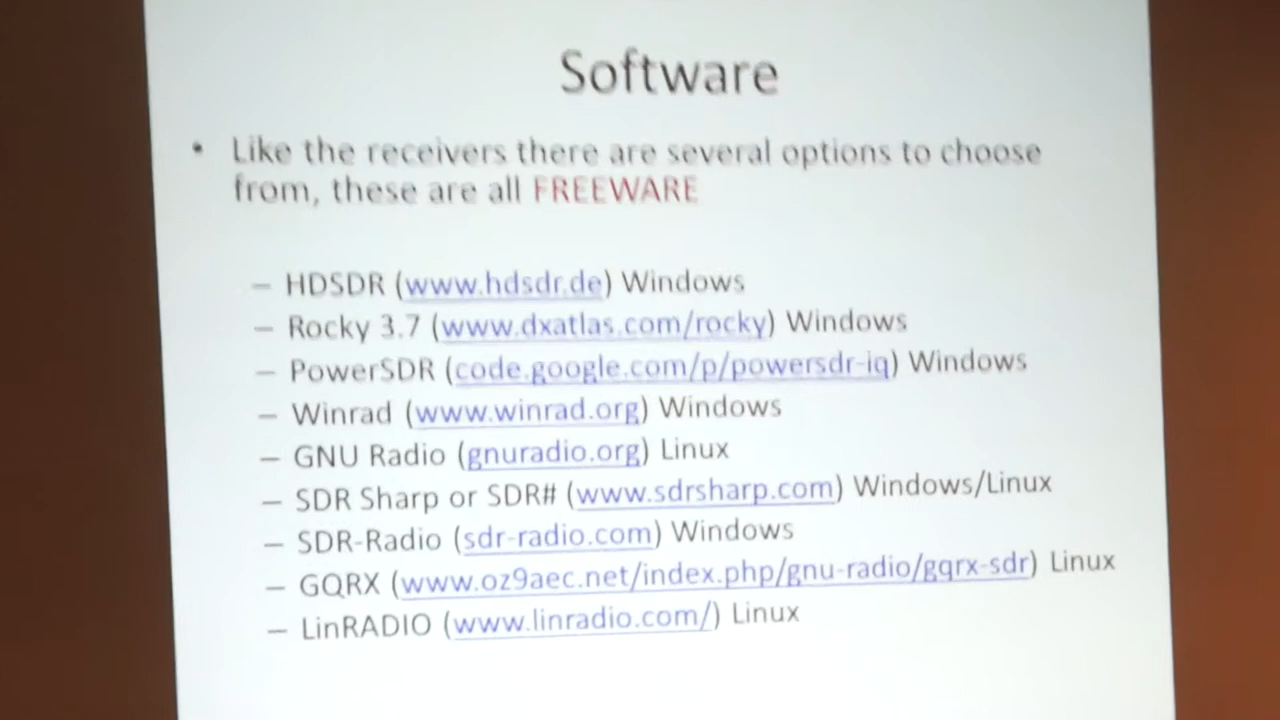 Software
• Like the receivers there are several options to choose
from, these are all FREEWARE
– HDSDR (www.hdsdr.de) Windows
– Rocky 3.7 (www.dxatlas.com/rocky) Windows
– PowerSDR (code.google.com/p/powersdr-iq) Windows
– Winrad (www.winrad.org) Windows
– GNU Radio (gnuradio.org) Linux
– SDR Sharp or SDR# (www.sdrsharp.com) Windows/Linux
– SDR-Radio (sdr-radio.com) Windows
– GQRX (www.oz9aec.net/index.php/gnu-radio/gqrx-sdr) Linux
– LinRADIO (www.linradio.com/) Linux